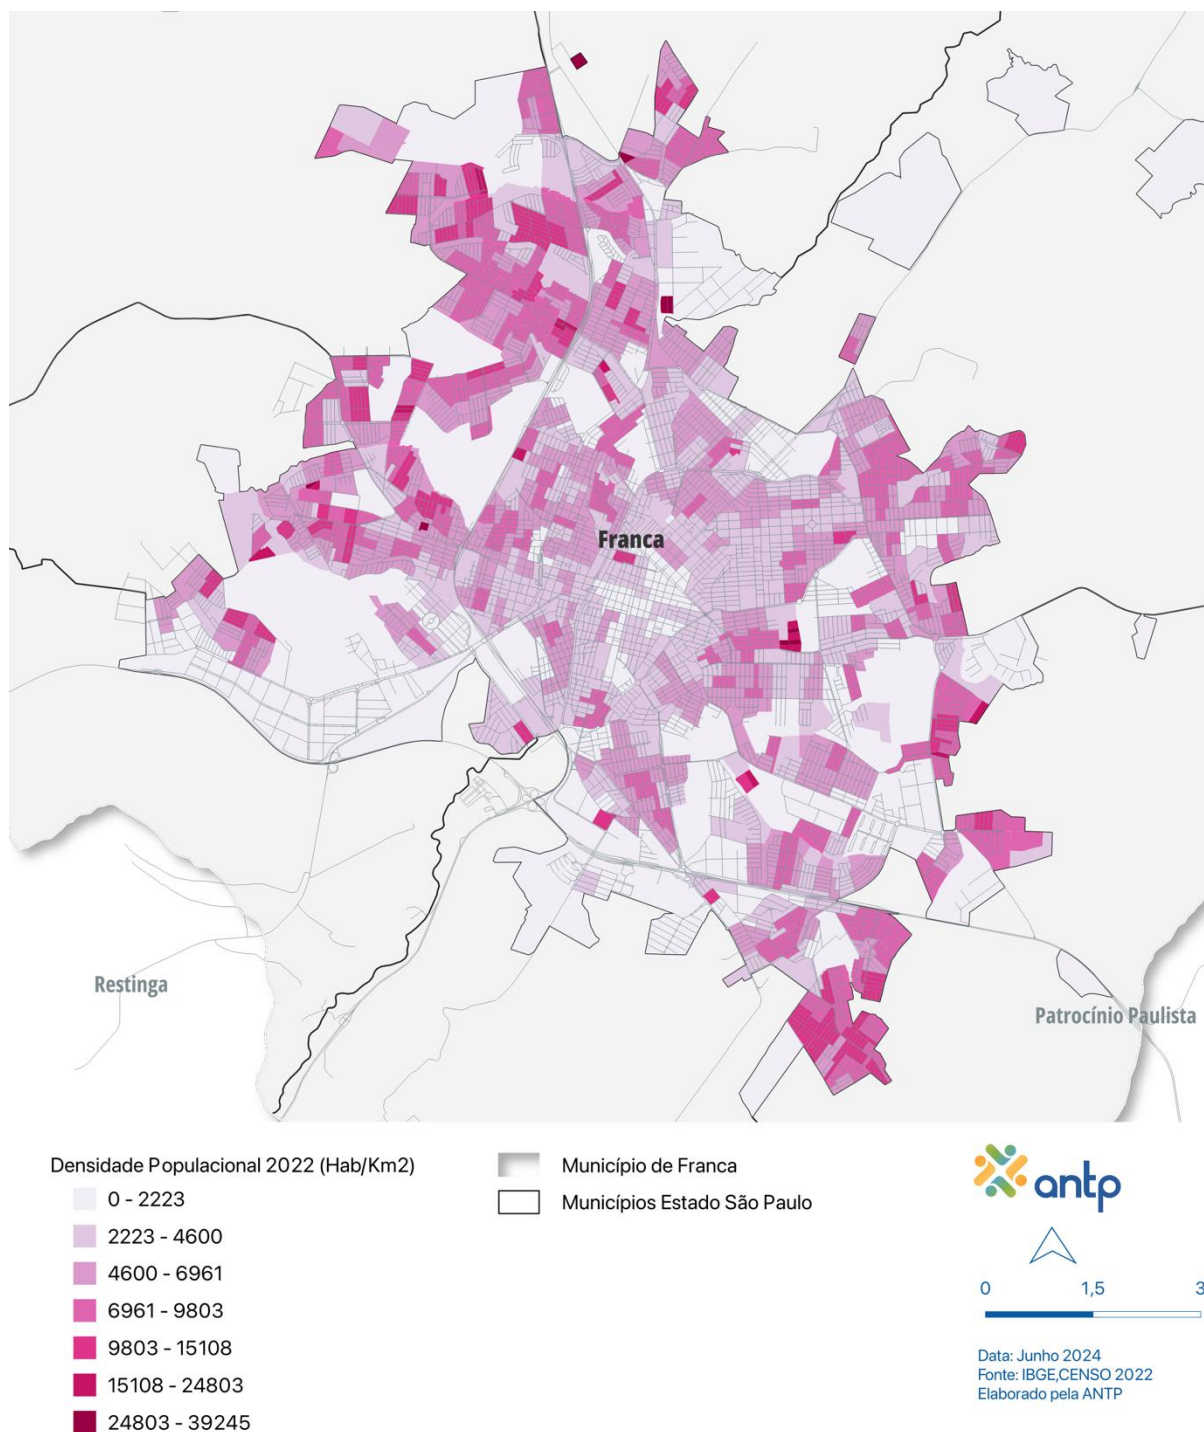 Franca
Restinga
Patrocínio Paulista
Densidade Populacional 2022 (Hab/Km2)
0 - 2223
2223 - 4600
4600 - 6961
6961 - 9803
9803 - 15108
15108 - 24803
24803 - 39245
Município de Franca
Municípios Estado São Paulo
antp
0 1,5 3
Data: Junho 2024
Fonte: IBGE,CENSO 2022
Elaborado pela ANTP